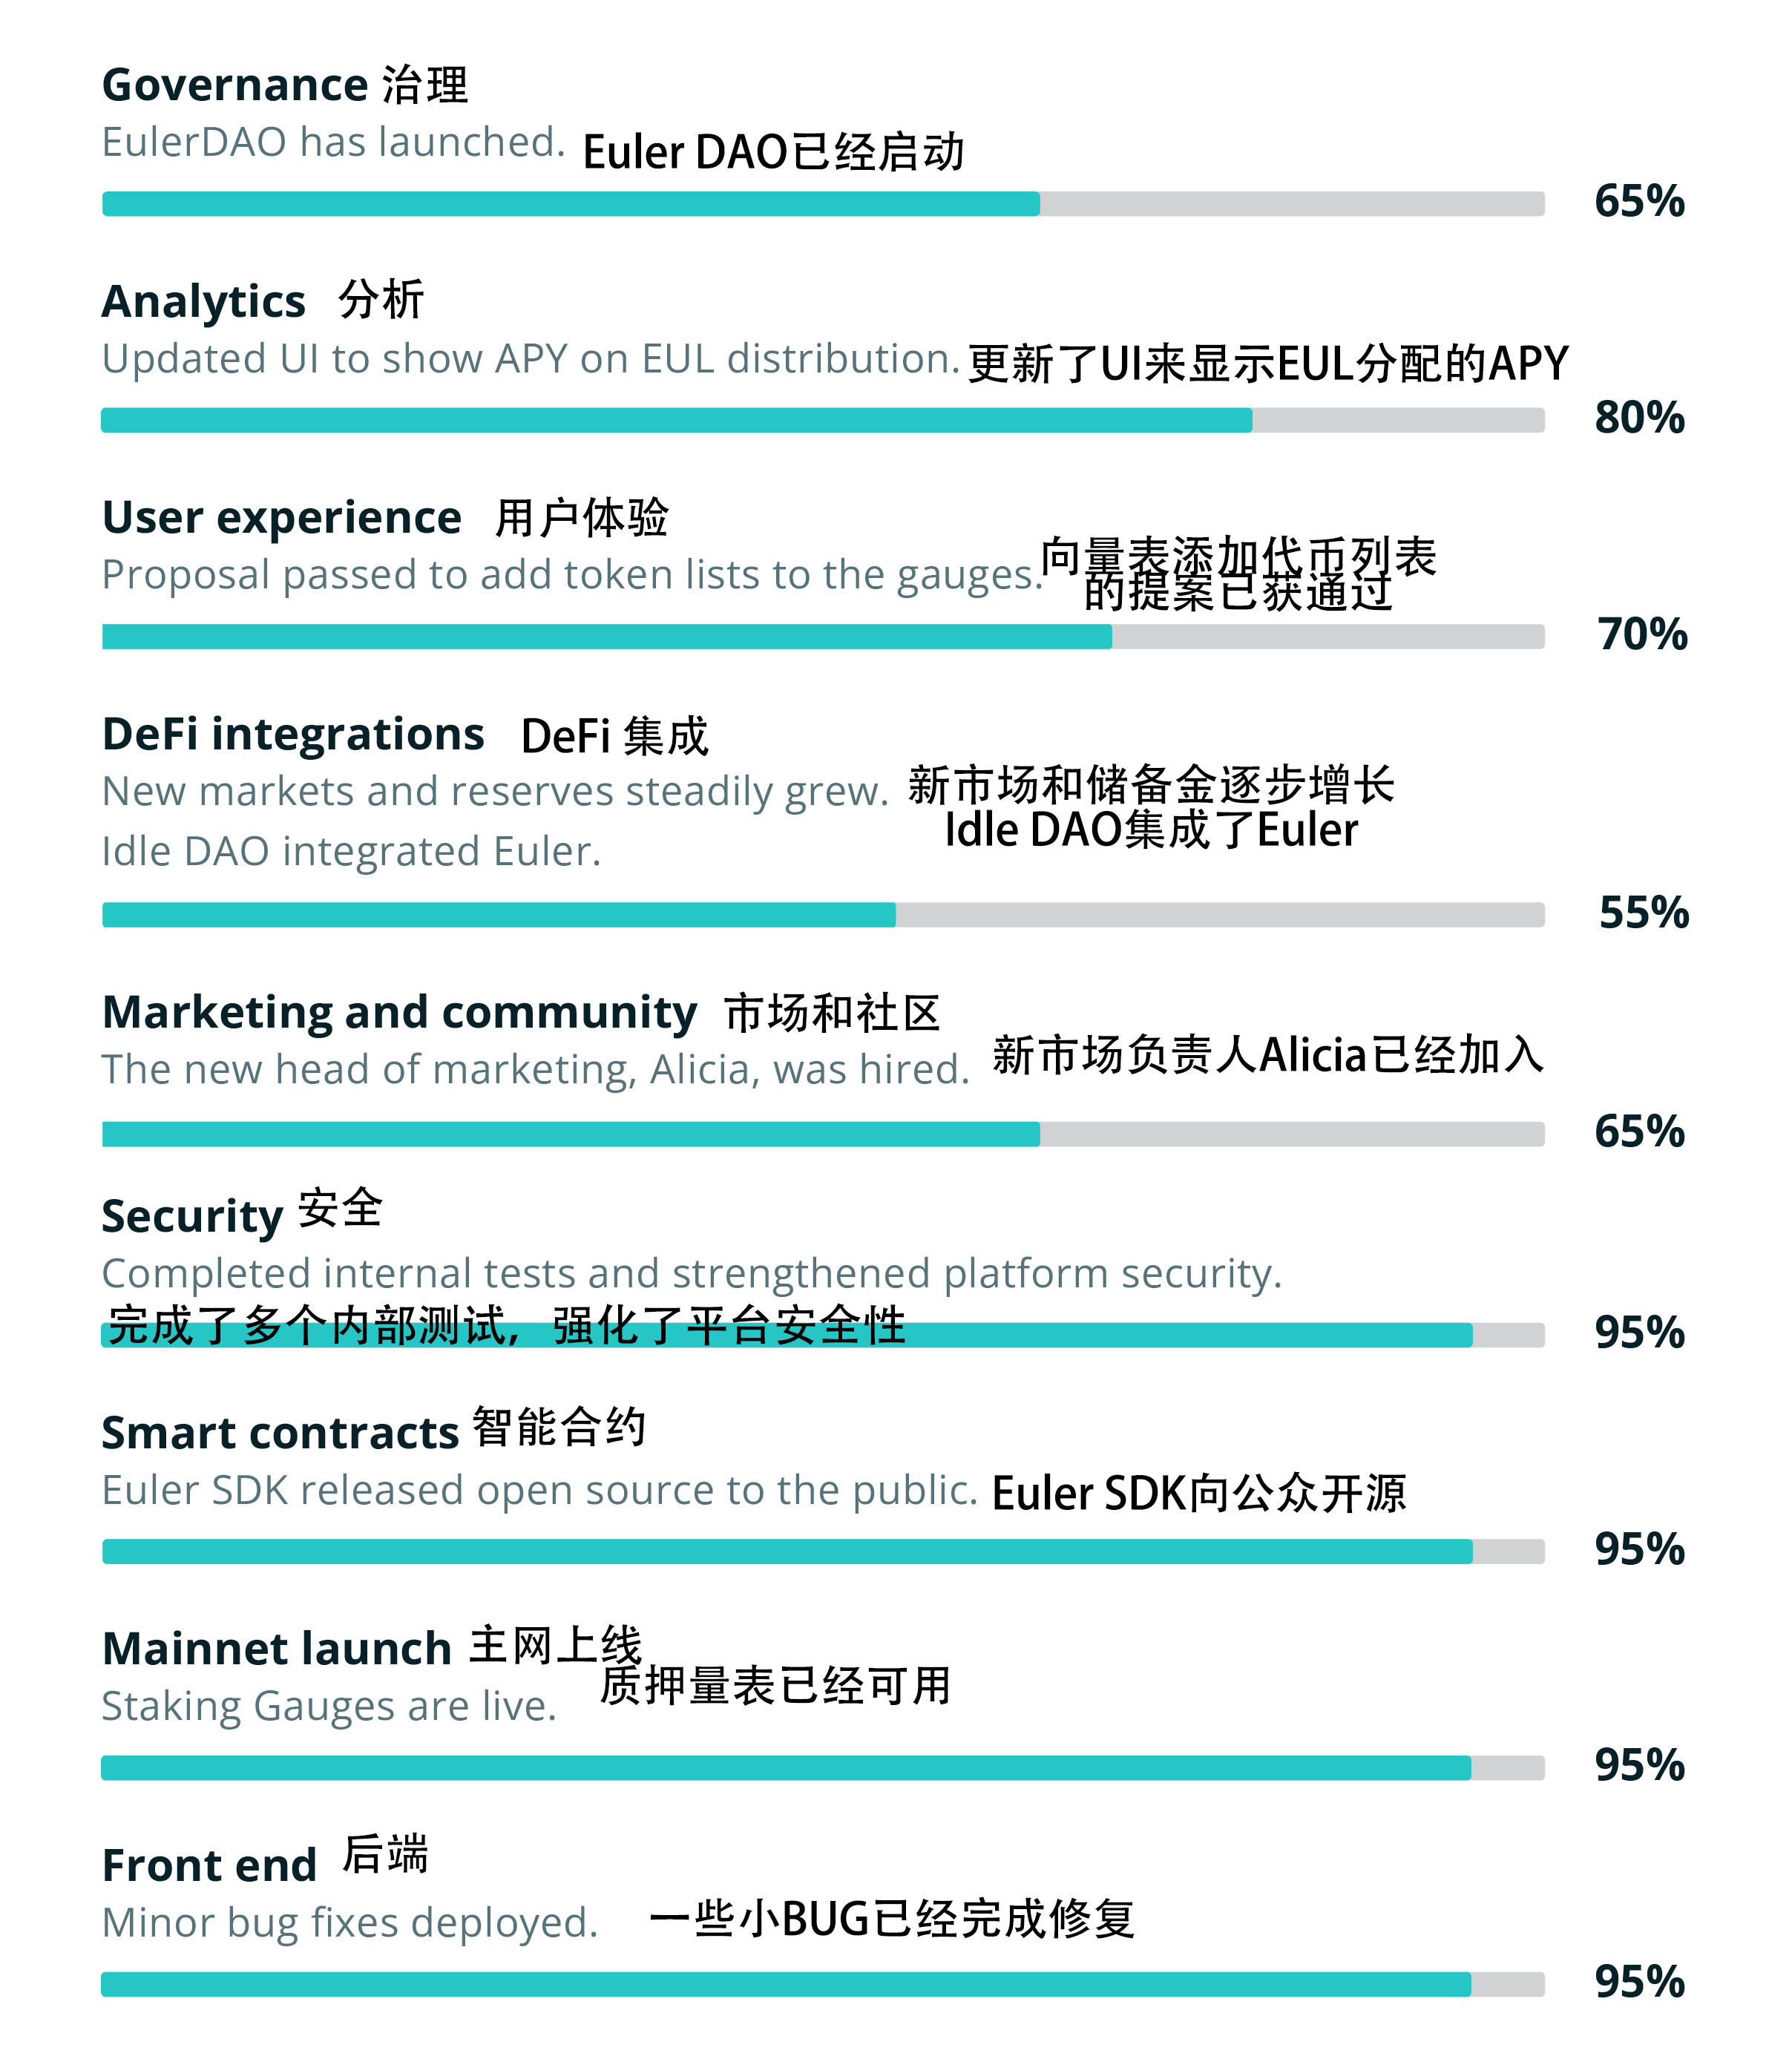 Governance 治理
EulerDAO has launched. Euler DAO已经启动
65%
Analytics 分析
Updated UI to show APY on EUL distribution. 更新了UI来显示EUL分配的APY
80%
User experience 用户体验
Proposal passed to add token lists to the gauges. 向量表添加代币列表
的提案已获通过
70%
DeFi integrations DeFi 集成
New markets and reserves steadily grew. 新市场和储备金逐步增长
Idle DAO integrated Euler. Idle DAO集成了Euler
55%
Marketing and community 市场和社区
The new head of marketing, Alicia, was hired. 新市场负责人Alicia已经加入
65%
Security 安全
Completed internal tests and strengthened platform security.
完成了多个内部测试，强化了平台安全性
95%
Smart contracts 智能合约
Euler SDK released open source to the public. Euler SDK向公众开源
95%
Mainnet launch 主网上线
Staking Gauges are live. 质押量表已经可用
95%
Front end 后端
Minor bug fixes deployed. 一些小BUG已经完成修复
95%